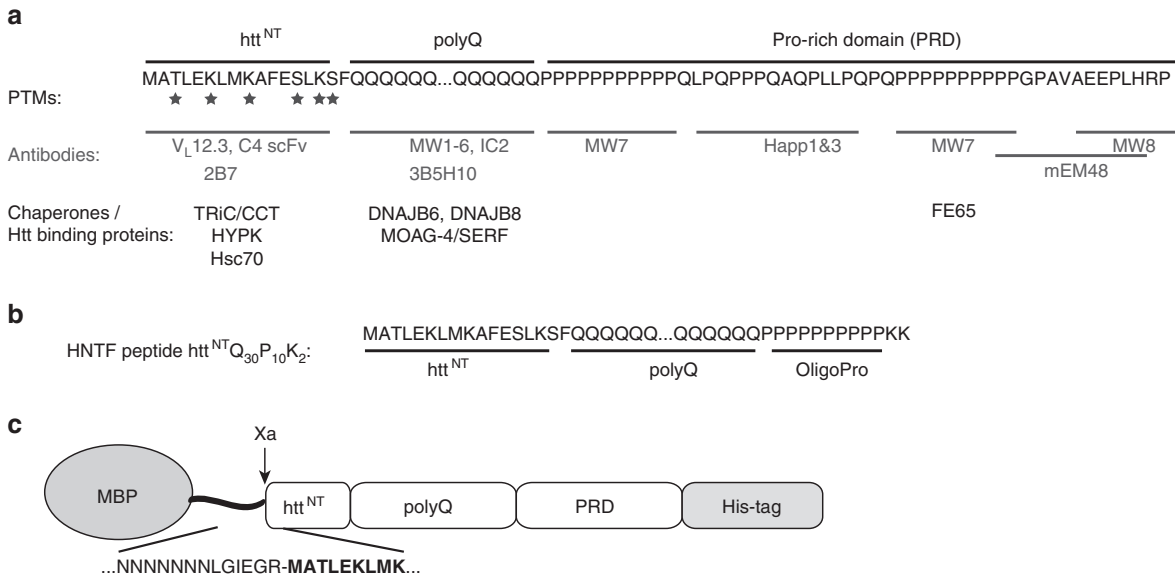 a
htt^NT polyQ Pro-rich domain (PRD)
MATLEKLMKAFESLKSFQQQQQQ...QQQQQQPPPPPPPPPPPQLPQPPPQAQPLLPQPQPPPPPPPPPPGPAVAEEPLHRP
PTMs: ★ ★ ★ ★ ★★
Antibodies: V_L12.3, C4 scFv MW1-6, IC2 MW7 Happ1&3 MW7 MW8
2B7 3B5H10 mEM48
Chaperones / TRiC/CCT DNAJB6, DNAJB8 FE65
Htt binding proteins: HYPK MOAG-4/SERF
Hsc70
b
MATLEKLMKAFESLKSFQQQQQQ...QQQQQQPPPPPPPPPPKK
HNTF peptide htt^NTQ_30P_10K_2:
htt^NT polyQ OligoPro
c
Xa
MBP htt^NT polyQ PRD His-tag
...NNNNNNNLGIEGR-MATLEKLMK...